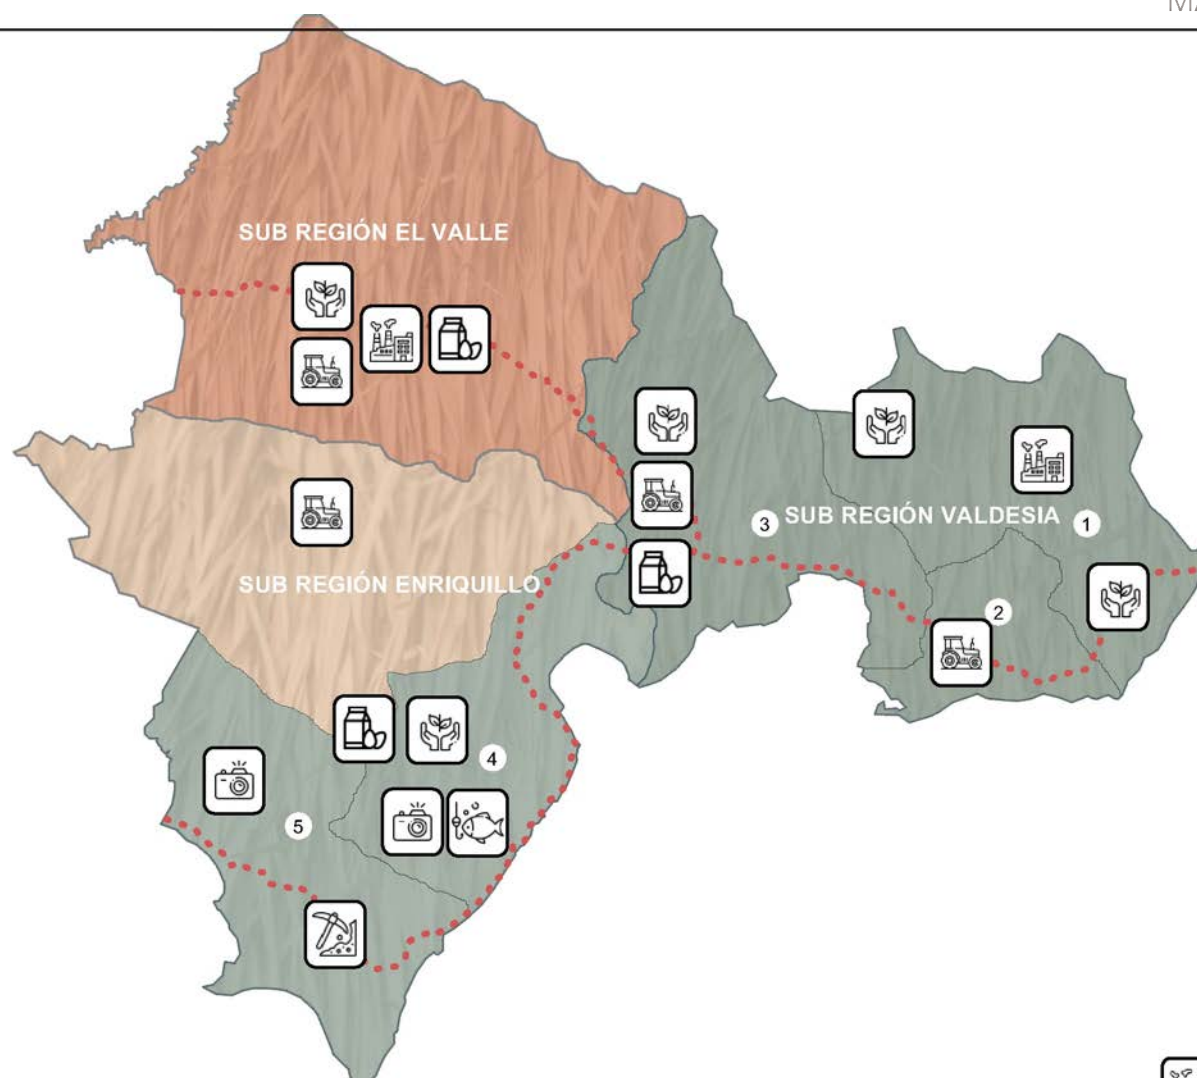 SUB REGIÓN EL VALLE
3 SUB REGIÓN VALDESIA 1
SUB REGIÓN ENRIQUILLO
2
4
5